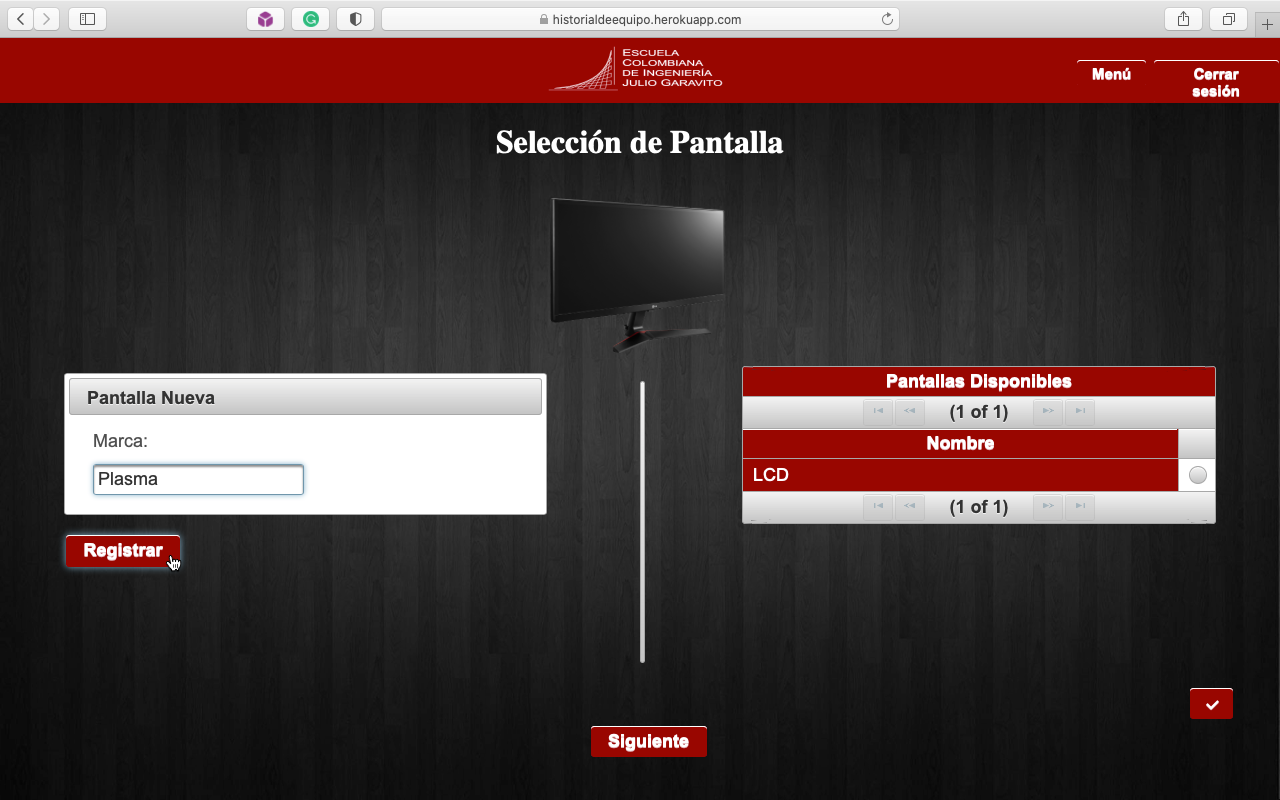 historialdeequipo.herokuapp.com
ESCUELA
COLOMBIANA
DE INGENIERÍA
JULIO GARAVITO
Menú
Cerrar
sesión
Selección de Pantalla
Pantalla Nueva
Marca:
Plasma
Registrar
Pantallas Disponibles
(1 of 1)
Nombre
LCD
(1 of 1)
Siguiente